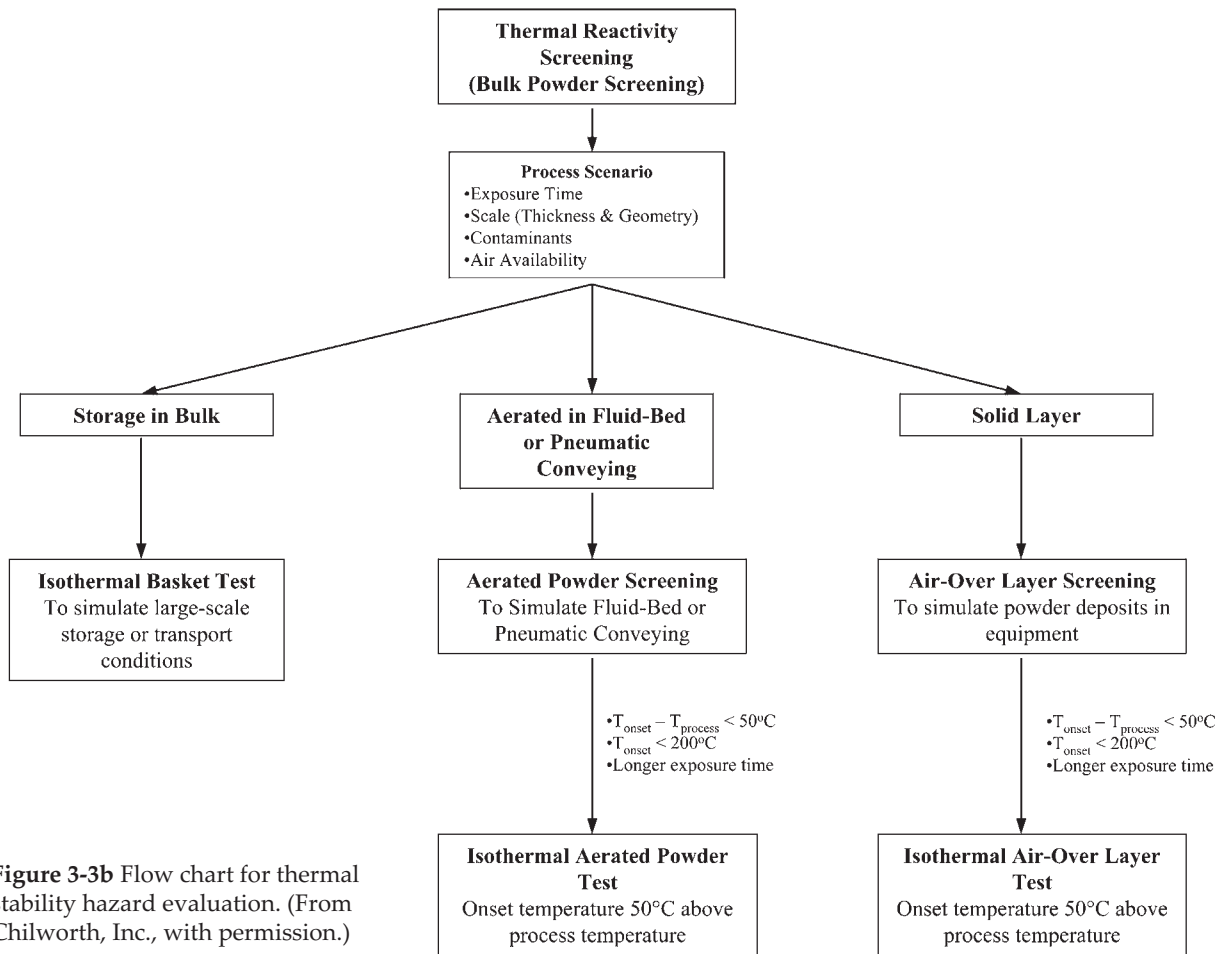 Thermal Reactivity
Screening
(Bulk Powder Screening)
Process Scenario
•Exposure Time
•Scale (Thickness & Geometry)
•Contaminants
•Air Availability
Storage in Bulk
Aerated in Fluid-Bed
or Pneumatic
Conveying
Solid Layer
Isothermal Basket Test
To simulate large-scale
storage or transport
conditions
Aerated Powder Screening
To Simulate Fluid-Bed or
Pneumatic Conveying
Air-Over Layer Screening
To simulate powder deposits in
equipment
•Tonset – Tprocess < 50°C
•Tonset < 200°C
•Longer exposure time
•Tonset – Tprocess < 50°C
•Tonset < 200°C
•Longer exposure time
Isothermal Aerated Powder
Test
Onset temperature 50°C above
process temperature
Isothermal Air-Over Layer
Test
Onset temperature 50°C above
process temperature
igure 3-3b Flow chart for thermal
tability hazard evaluation. (From
Chilworth, Inc., with permission.)